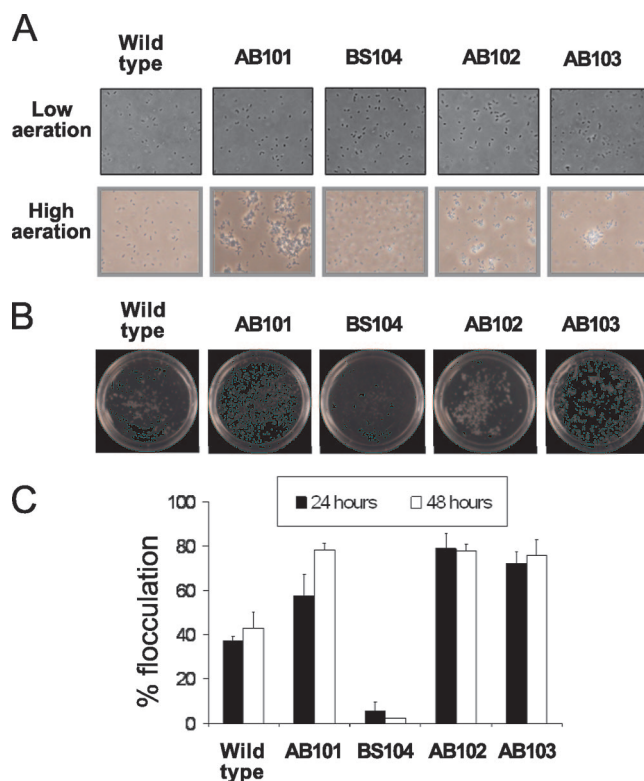 A
Wild
type
AB101
BS104
AB102
AB103
Low
aeration
High
aeration
B
Wild
type
AB101
BS104
AB102
AB103
C
24 hours
48 hours
% flocculation
100
80
60
40
20
0
Wild
type
AB101
BS104
AB102
AB103